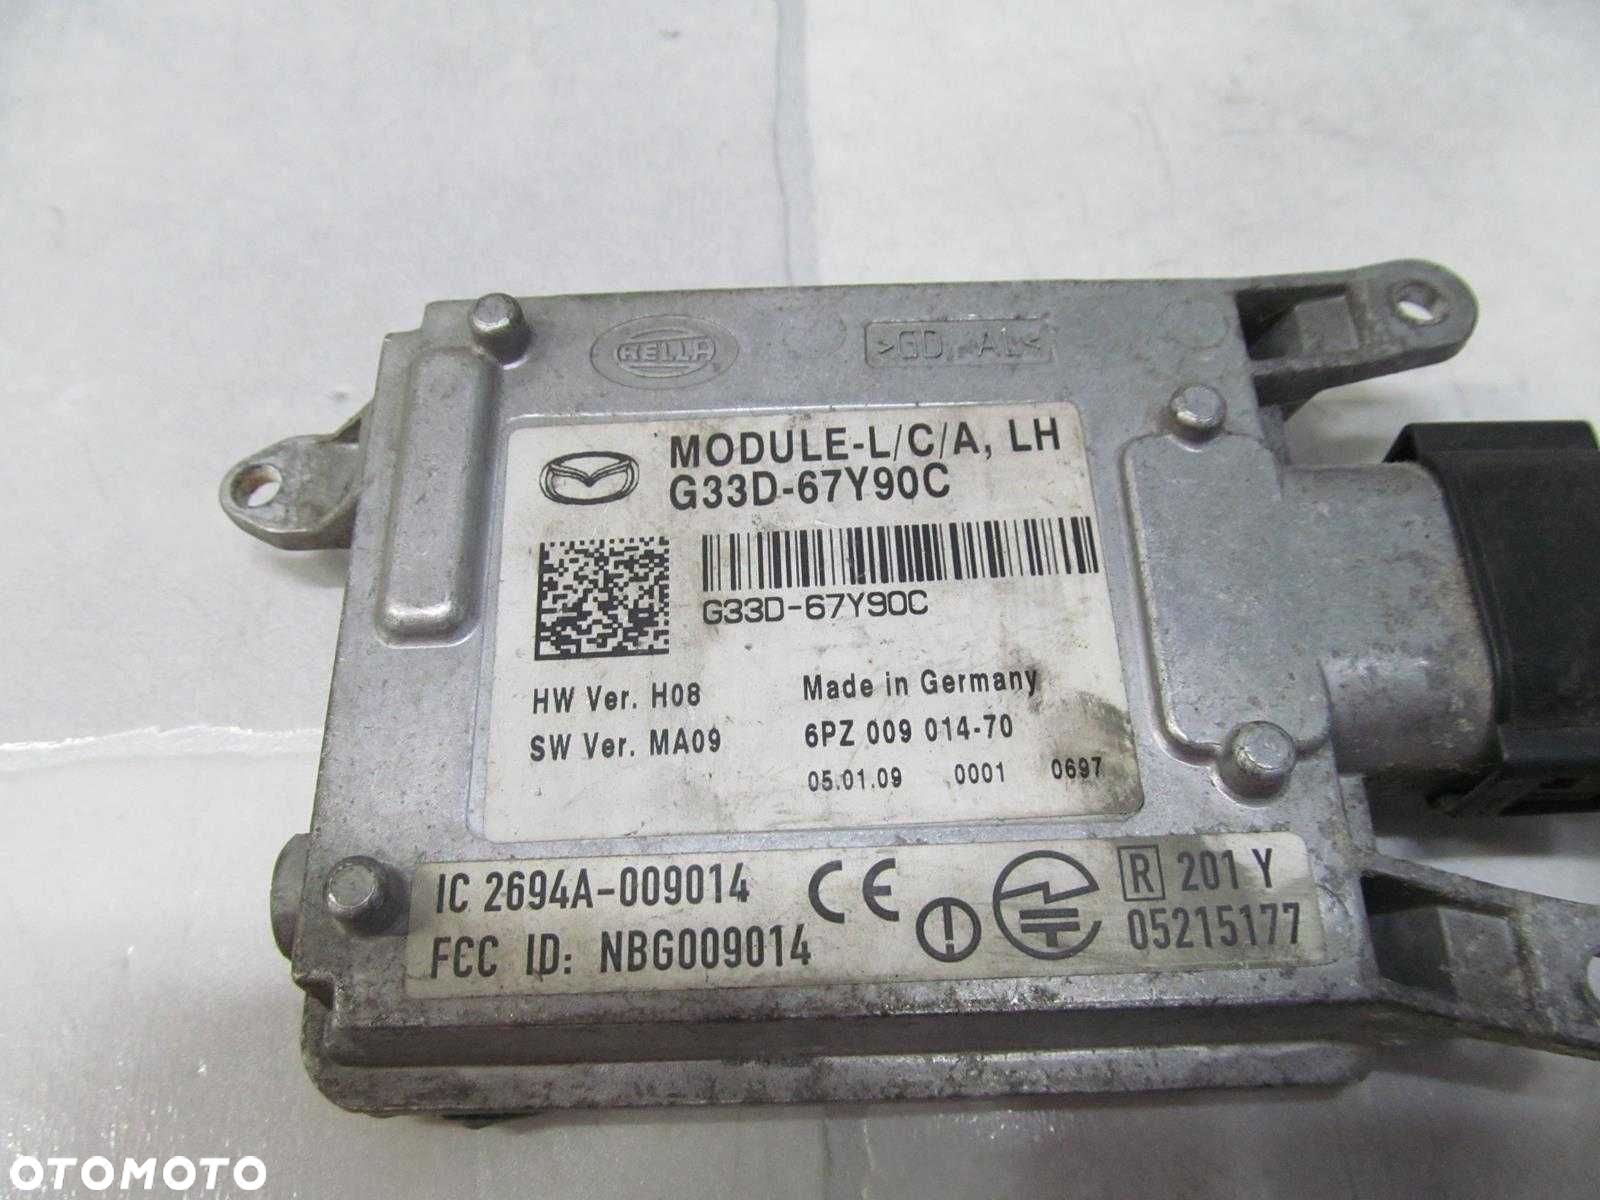 HELLA
>GD, AL<
MODULE-L/C/A, LH
G33D-67Y90C
G33D-67Y90C
HW Ver. H08
Made in Germany
SW Ver. MA09
6PZ 009 014-70
05.01.09 0001 0697
IC 2694A-009014 CE R 201 Y
FCC ID: NBG009014 05215177
OTOMOTO